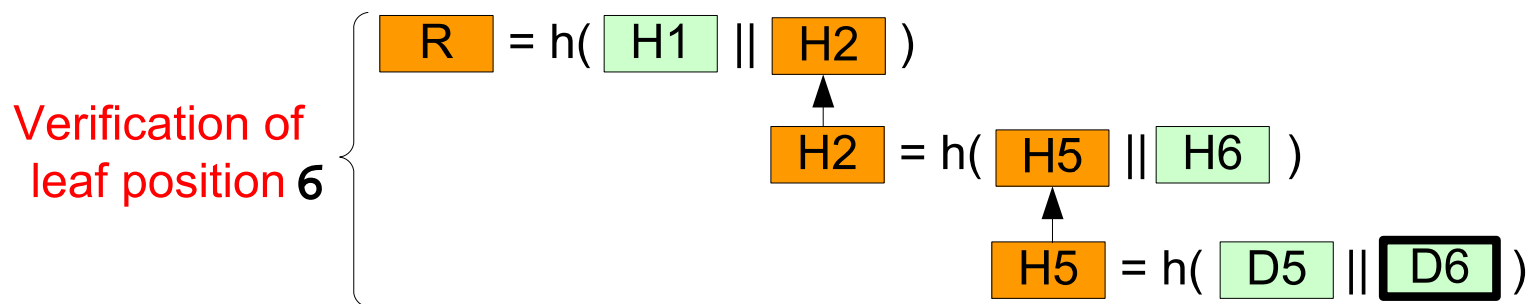 R = h( H1 || H2 )
Verification of
leaf position 6
H2 = h( H5 || H6 )
H5 = h( D5 || D6 )